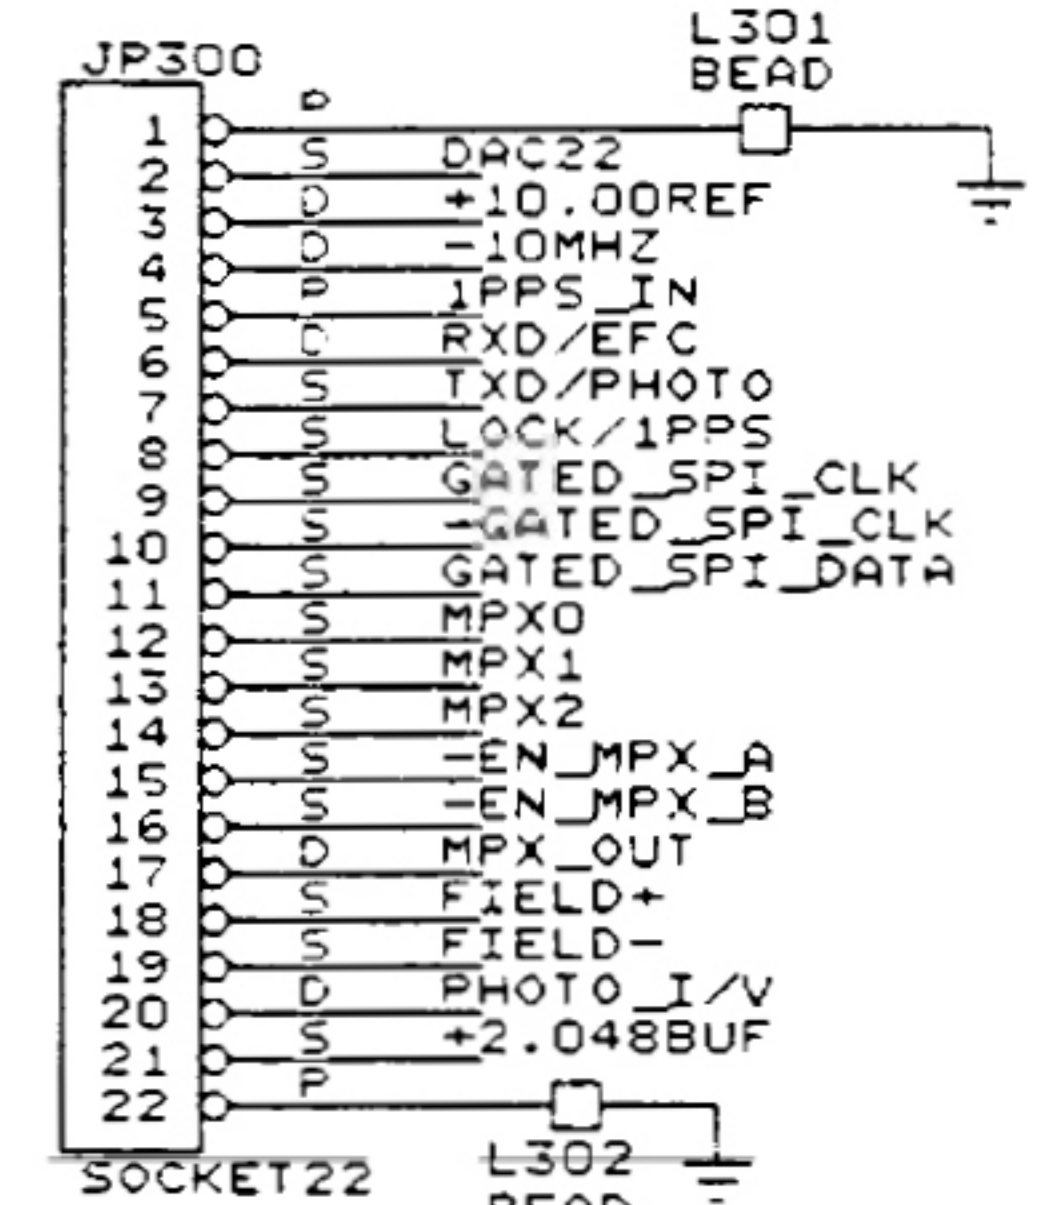 L301
BEAD
JP300
P
1
S DAC22
2
D +10.00REF
3
D -10MHZ
4
P 1PPS_IN
5
D RXD/EFC
6
S TXD/PHOTO
7
S LOCK/1PPS
8
S GATED_SPI_CLK
9
S -GATED_SPI_CLK
10
S GATED_SPI_DATA
11
S MPX0
12
S MPX1
13
S MPX2
14
S -EN_MPX_A
15
S -EN_MPX_B
16
D MPX_OUT
17
S FIELD+
18
S FIELD-
19
D PHOTO_I/V
20
S +2.048BUF
21
P
22
L302
BEAD
SOCKET22